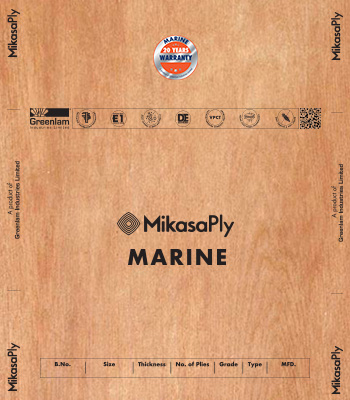 MikasaPly
MikasaPly
MARINE
20 YEARS
WARRANTY
Greenlam
E1
VPCT
A product of
Greenlam Industries Limited
A product of
Greenlam Industries Limited
MikasaPly
MARINE
MikasaPly
MikasaPly
B.No. Size Thickness No. of Plies Grade Type MFD.